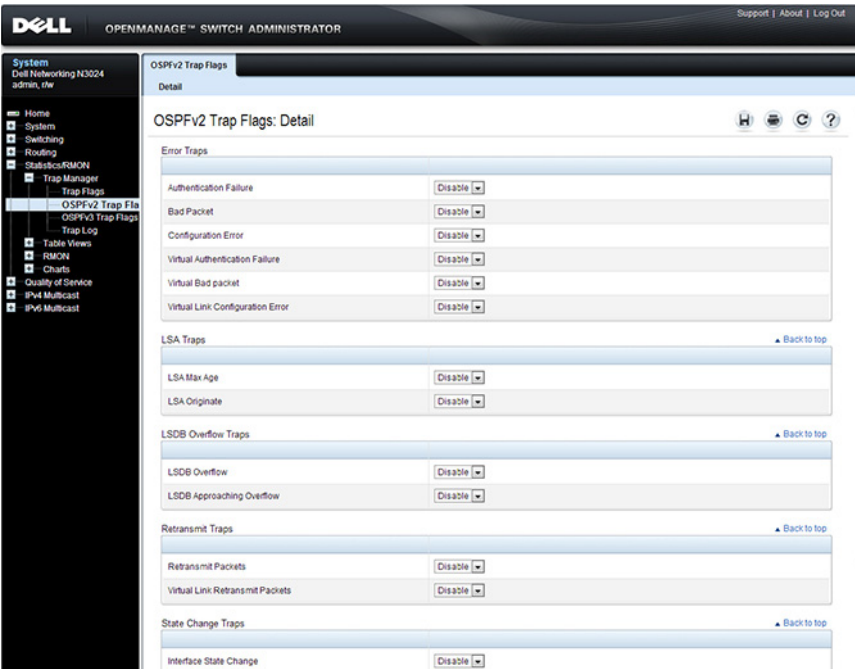 Support | About | Log Out
DELL OPENMANAGE™ SWITCH ADMINISTRATOR
System
Dell Networking N3024
admin, r/w
Home
System
Switching
Routing
Statistics/RMON
Trap Manager
Trap Flags
OSPFv2 Trap Fla
OSPFv3 Trap Flags
Trap Log
Table Views
RMON
Charts
Quality of Service
IPv4 Multicast
IPv6 Multicast
OSPFv2 Trap Flags
Detail
OSPFv2 Trap Flags: Detail
Error Traps
Authentication Failure Disable
Bad Packet Disable
Configuration Error Disable
Virtual Authentication Failure Disable
Virtual Bad packet Disable
Virtual Link Configuration Error Disable
LSA Traps Back to top
LSA Max Age Disable
LSA Originate Disable
LSDB Overflow Traps Back to top
LSDB Overflow Disable
LSDB Approaching Overflow Disable
Retransmit Traps Back to top
Retransmit Packets Disable
Virtual Link Retransmit Packets Disable
State Change Traps Back to top
Interface State Change Disable